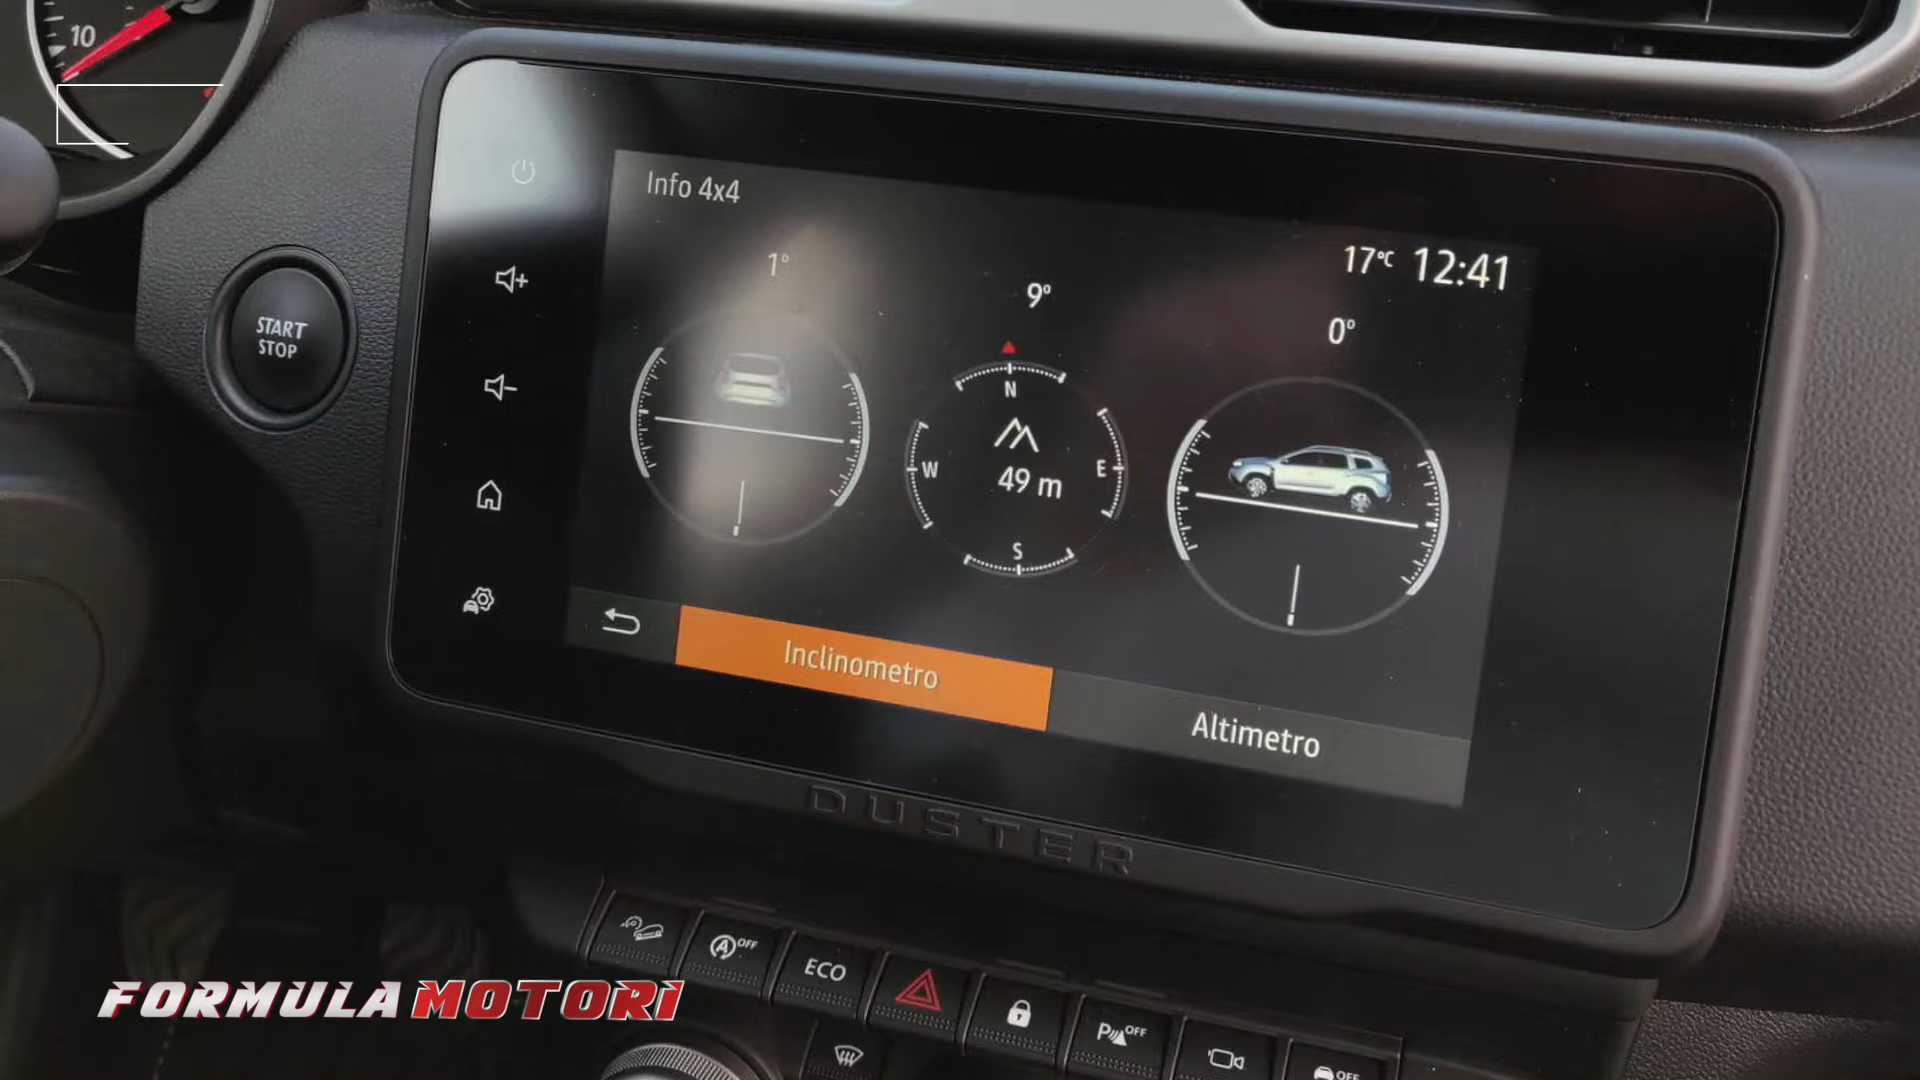 10
START
STOP
Info 4x4
17°C 12:41
1°
9°
0°
N
W
E
49 m
S
Inclinometro
Altimetro
DUSTER
A OFF
ECO
P OFF
OFF
FORMULA MOTORI